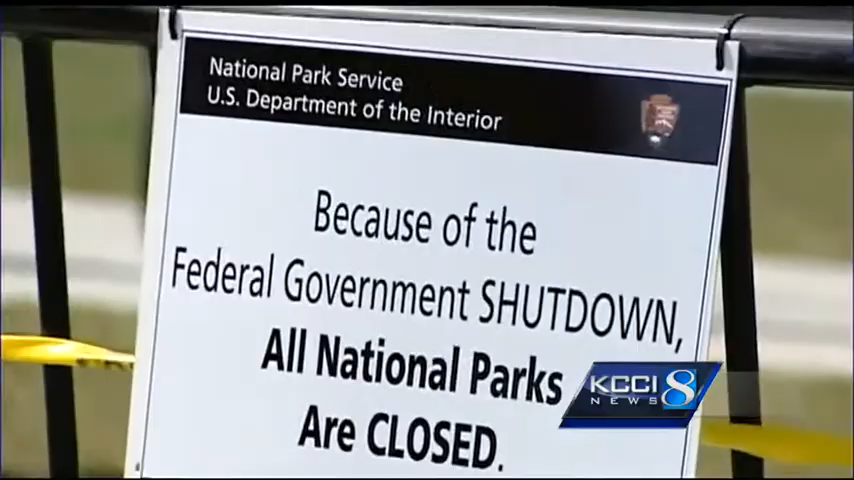 National Park Service
U.S. Department of the Interior
Because of the
Federal Government SHUTDOWN,
All National Parks
Are CLOSED.
KCCI 8
NEWS